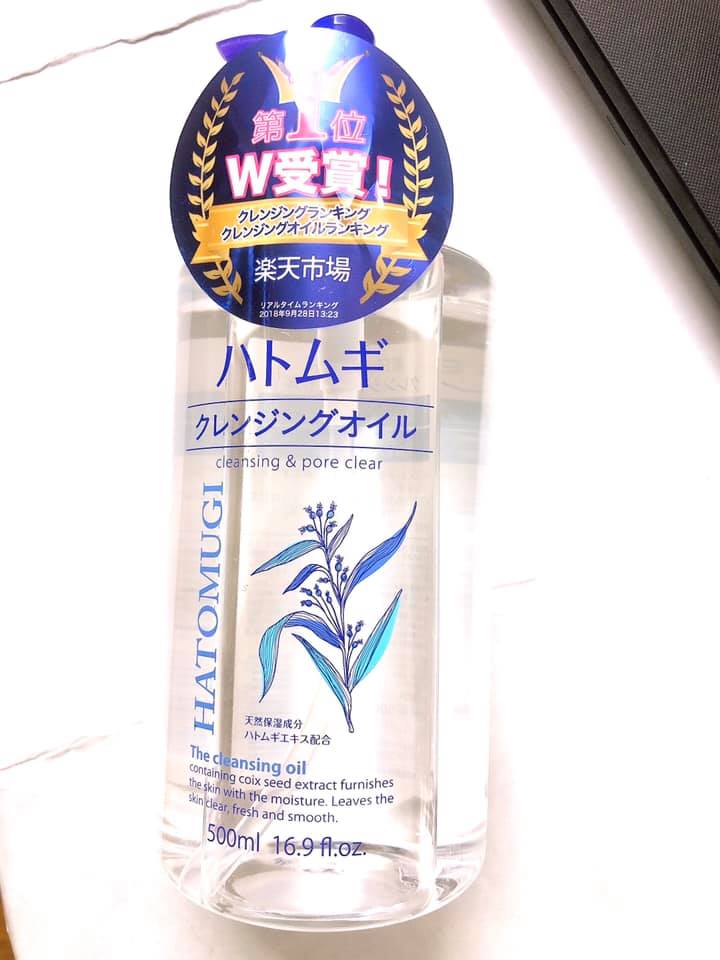 第1位
W受賞!
クレンジングランキング
クレンジングオイルランキング
楽天市場
リアルタイムランキング
2018年9月28日13:23
ハトムギ
クレンジングオイル
cleansing & pore clear
HATOMUGI
天然保湿成分
ハトムギエキス配合
The cleansing oil
containing coix seed extract furnishes
the skin with the moisture. Leaves the
skin clear, fresh and smooth.
500ml 16.9 fl.oz.